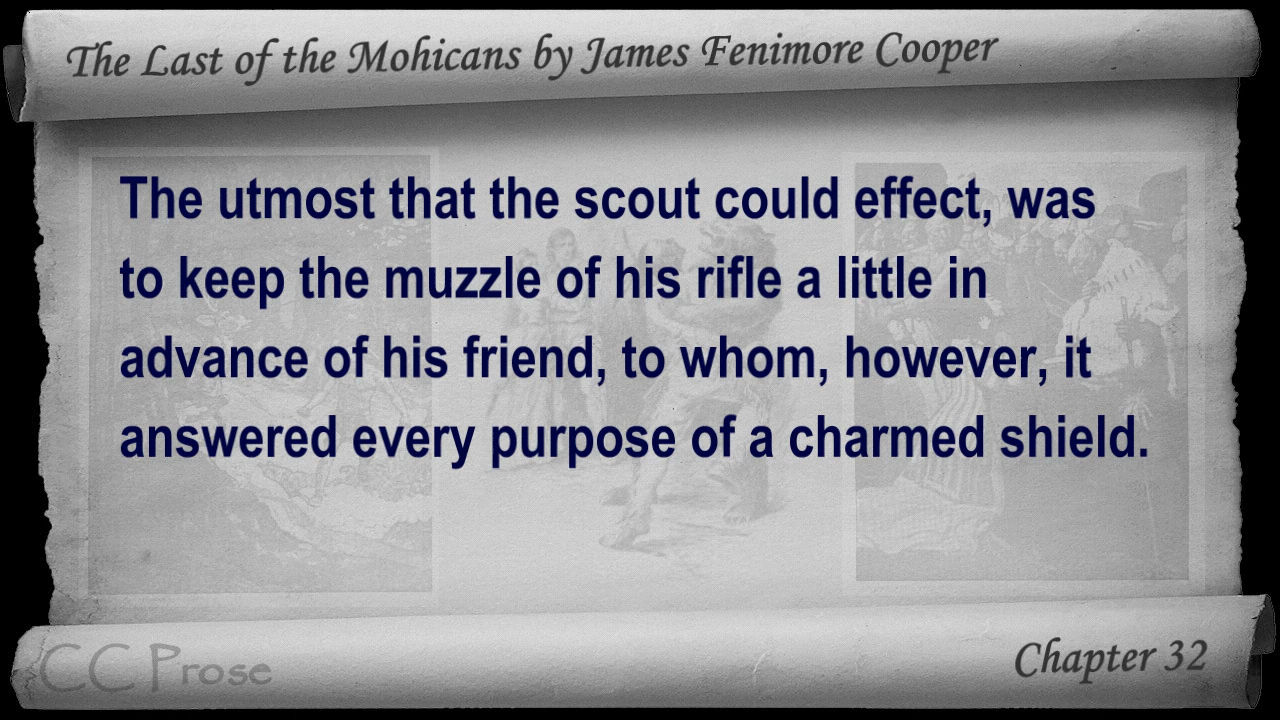 The Last of the Mohicans by James Fenimore Cooper
The utmost that the scout could effect, was
to keep the muzzle of his rifle a little in
advance of his friend, to whom, however, it
answered every purpose of a charmed shield.
CC Prose
Chapter 32